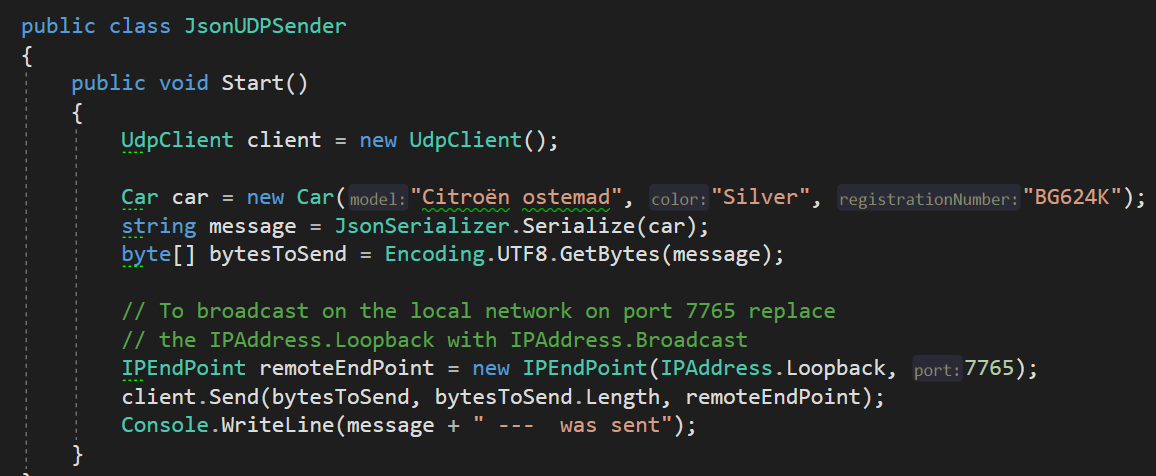 public class JsonUDPSender
{
    public void Start()
    {
        UdpClient client = new UdpClient();

        Car car = new Car(model:"Citroën ostemad", color:"Silver", registrationNumber:"BG624K");
        string message = JsonSerializer.Serialize(car);
        byte[] bytesToSend = Encoding.UTF8.GetBytes(message);

        // To broadcast on the local network on port 7765 replace
        // the IPAddress.Loopback with IPAddress.Broadcast
        IPEndPoint remoteEndPoint = new IPEndPoint(IPAddress.Loopback, port:7765);
        client.Send(bytesToSend, bytesToSend.Length, remoteEndPoint);
        Console.WriteLine(message + " ---  was sent");
    }